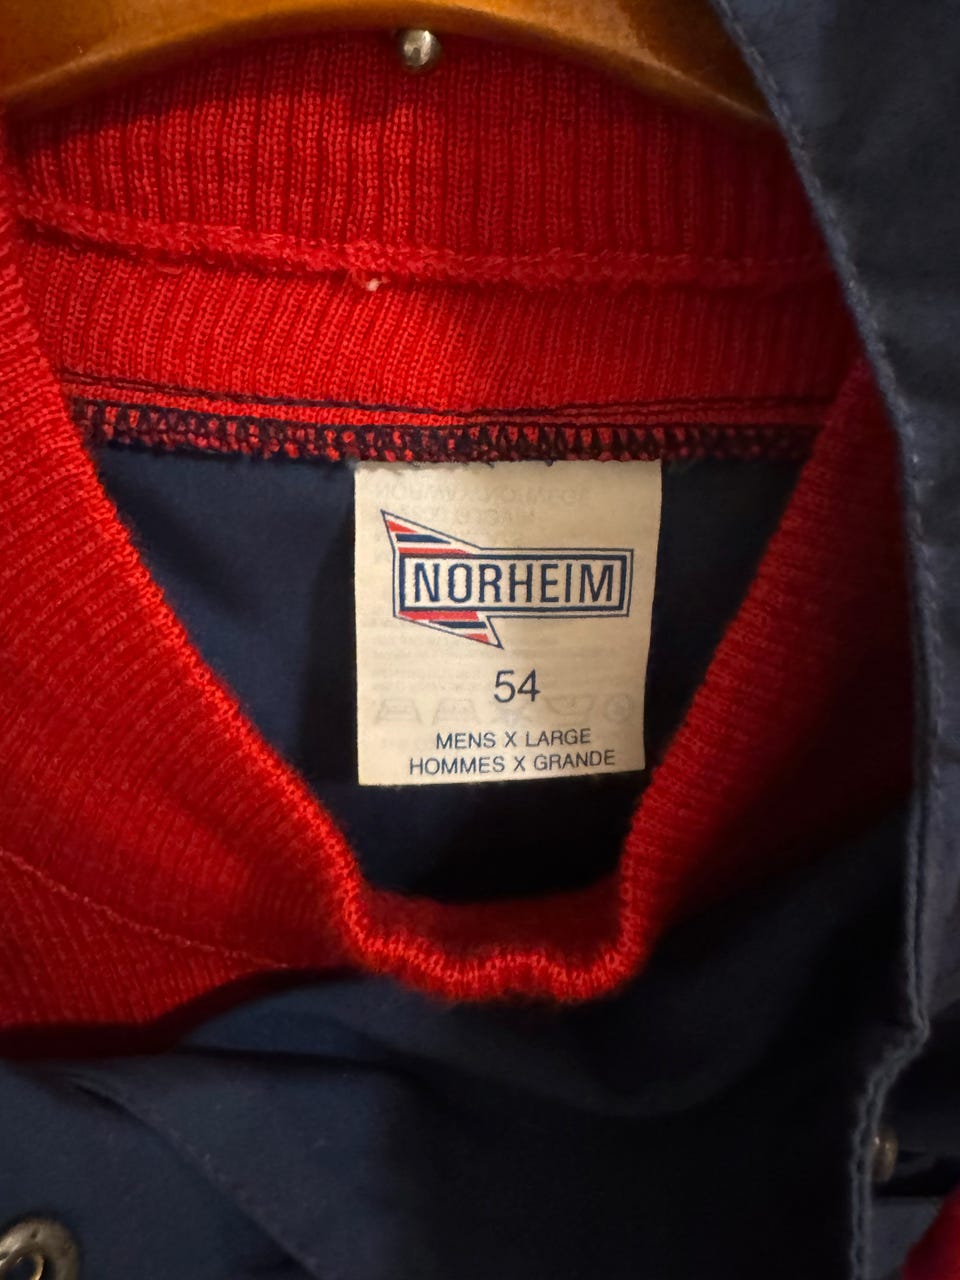 NORHEIM
54
MENS X LARGE
HOMMES X GRANDE